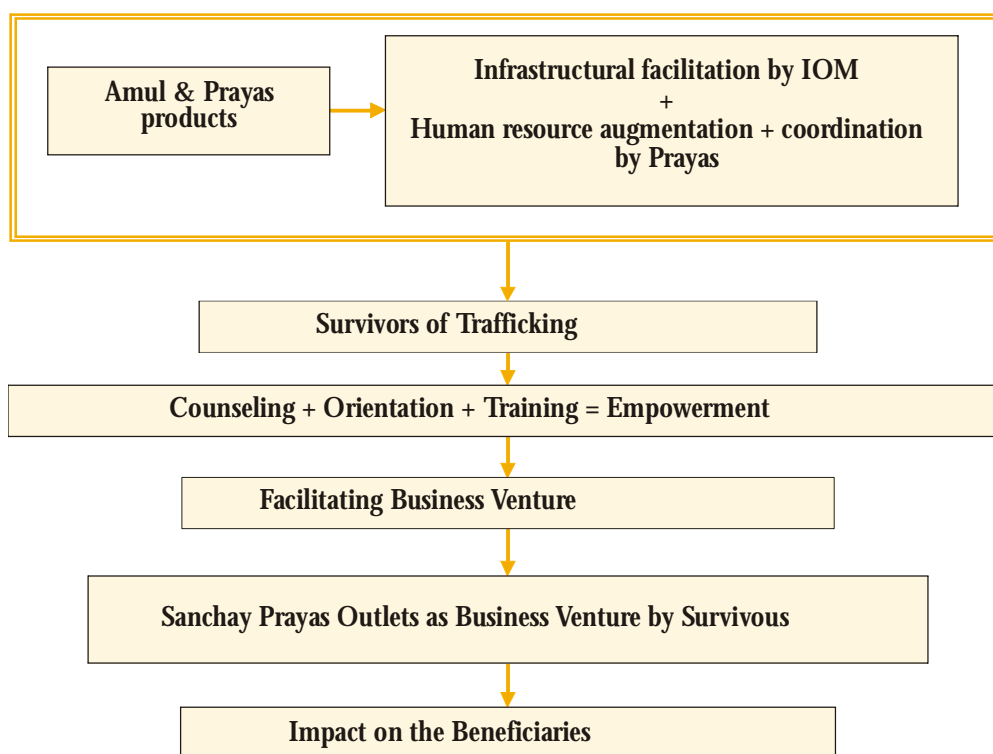 Amul & Prayas
products
Infrastructural facilitation by IOM
+
Human resource augmentation + coordination
by Prayas
Survivors of Trafficking
Counseling + Orientation + Training = Empowerment
Facilitating Business Venture
Sanchay Prayas Outlets as Business Venture by Survivous
Impact on the Beneficiaries